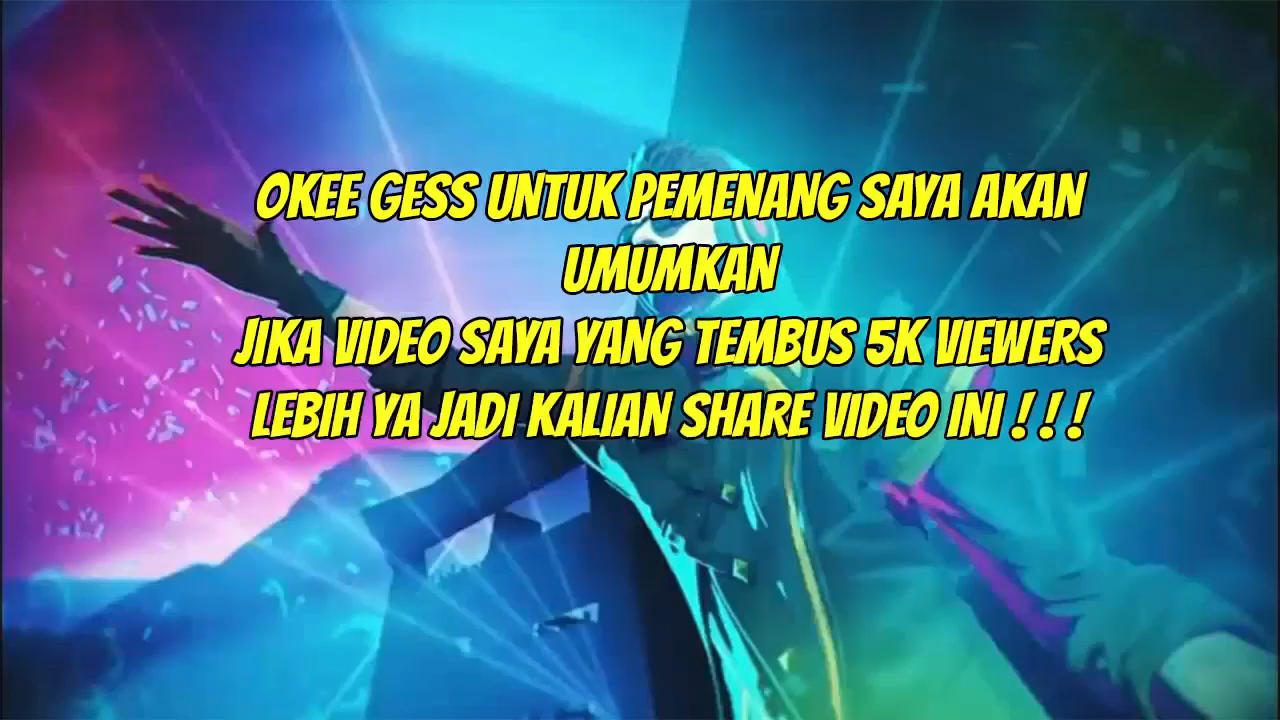 OKEE GESS UNTUK PEMENANG SAYA AKAN
UMUMKAN
JIKA VIDEO SAYA YANG TEMBUS 5K VIEWERS
LEBIH YA JADI KALIAN SHARE VIDEO INI ! ! !